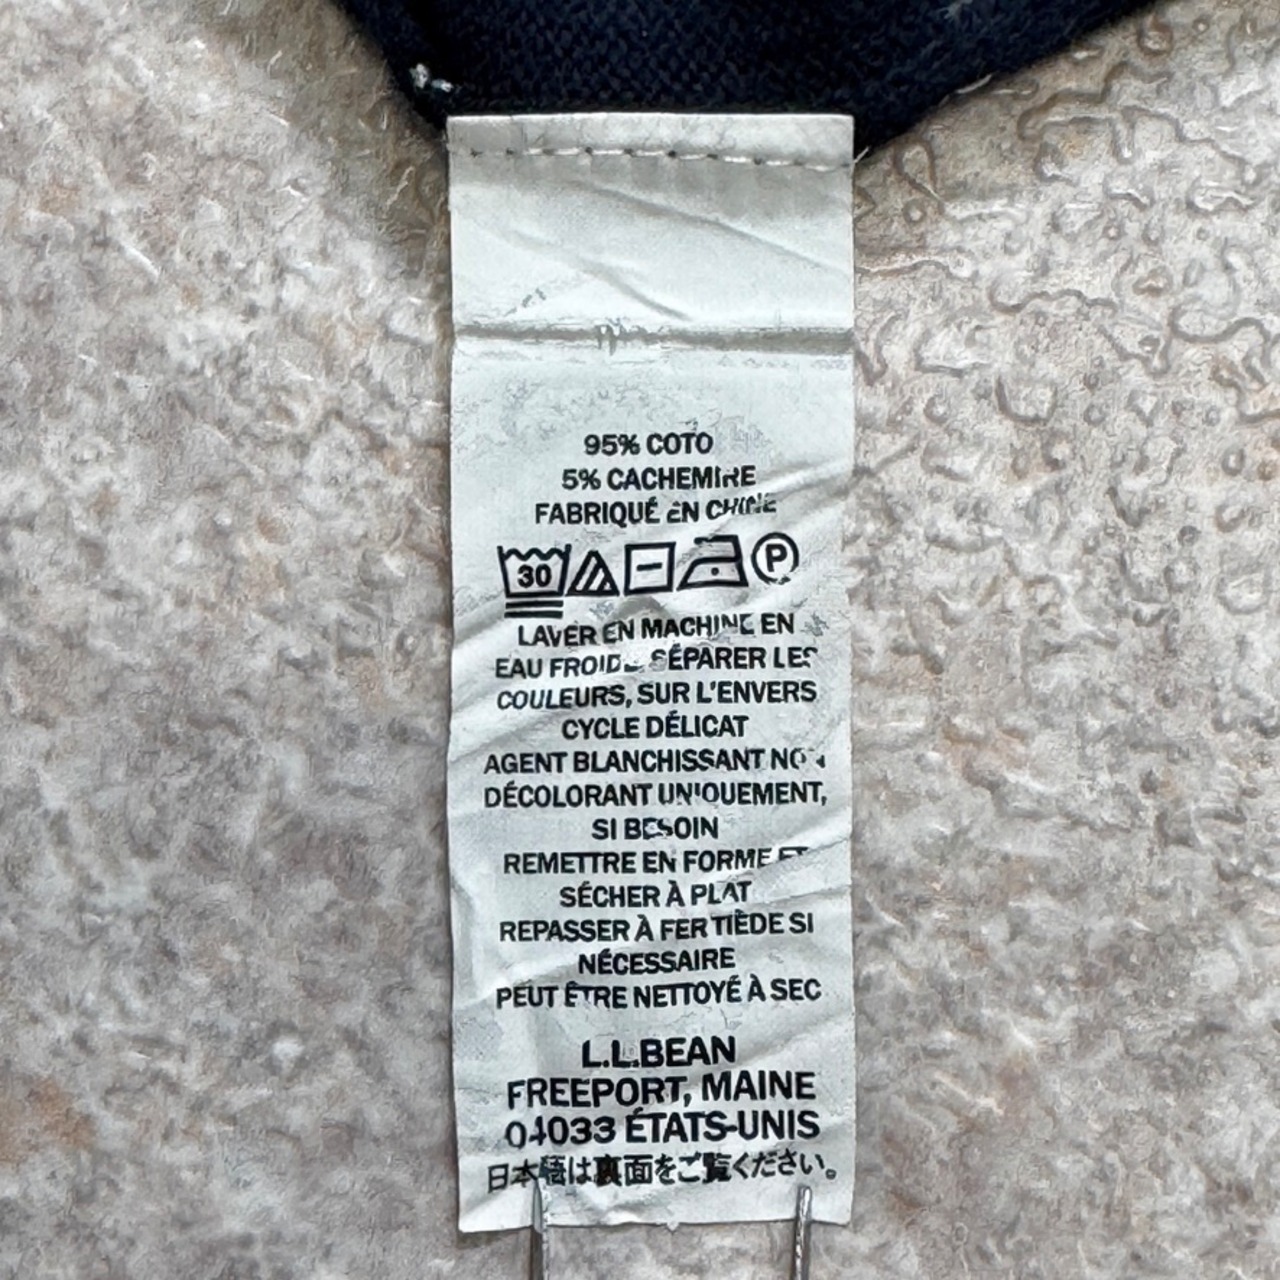 95% COTO
5% CACHEMIRE
FABRIQUÉ EN CHINE
30 P
LAVER EN MACHINE EN
EAU FROIDE, SÉPARER LES
COULEURS, SUR L'ENVERS
CYCLE DÉLICAT
AGENT BLANCHISSANT NON
DÉCOLORANT UNIQUEMENT,
SI BESOIN
REMETTRE EN FORME ET
SÉCHER À PLAT
REPASSER À FER TIÈDE SI
NÉCESSAIRE
PEUT ÊTRE NETTOYÉ À SEC
L.L.BEAN
FREEPORT, MAINE
04033 ÉTATS-UNIS
日本語は裏面をご覧ください。